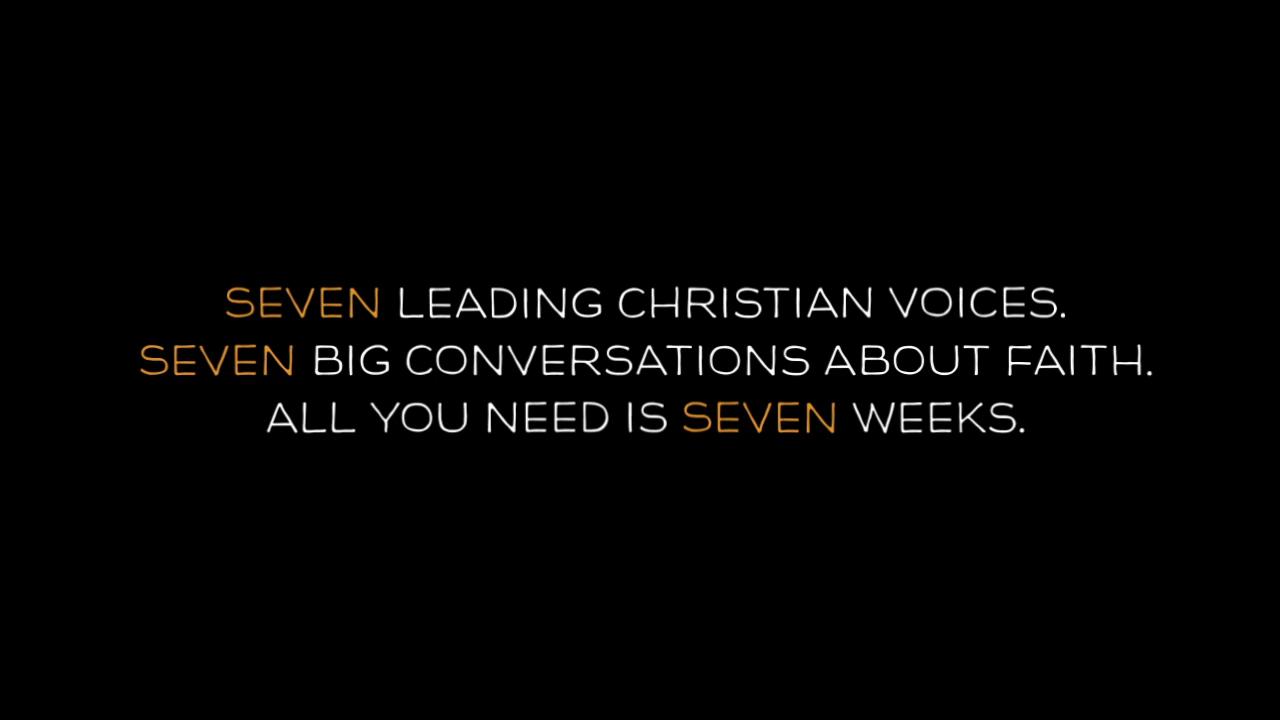 SEVEN LEADING CHRISTIAN VOICES.
SEVEN BIG CONVERSATIONS ABOUT FAITH.
ALL YOU NEED IS SEVEN WEEKS.